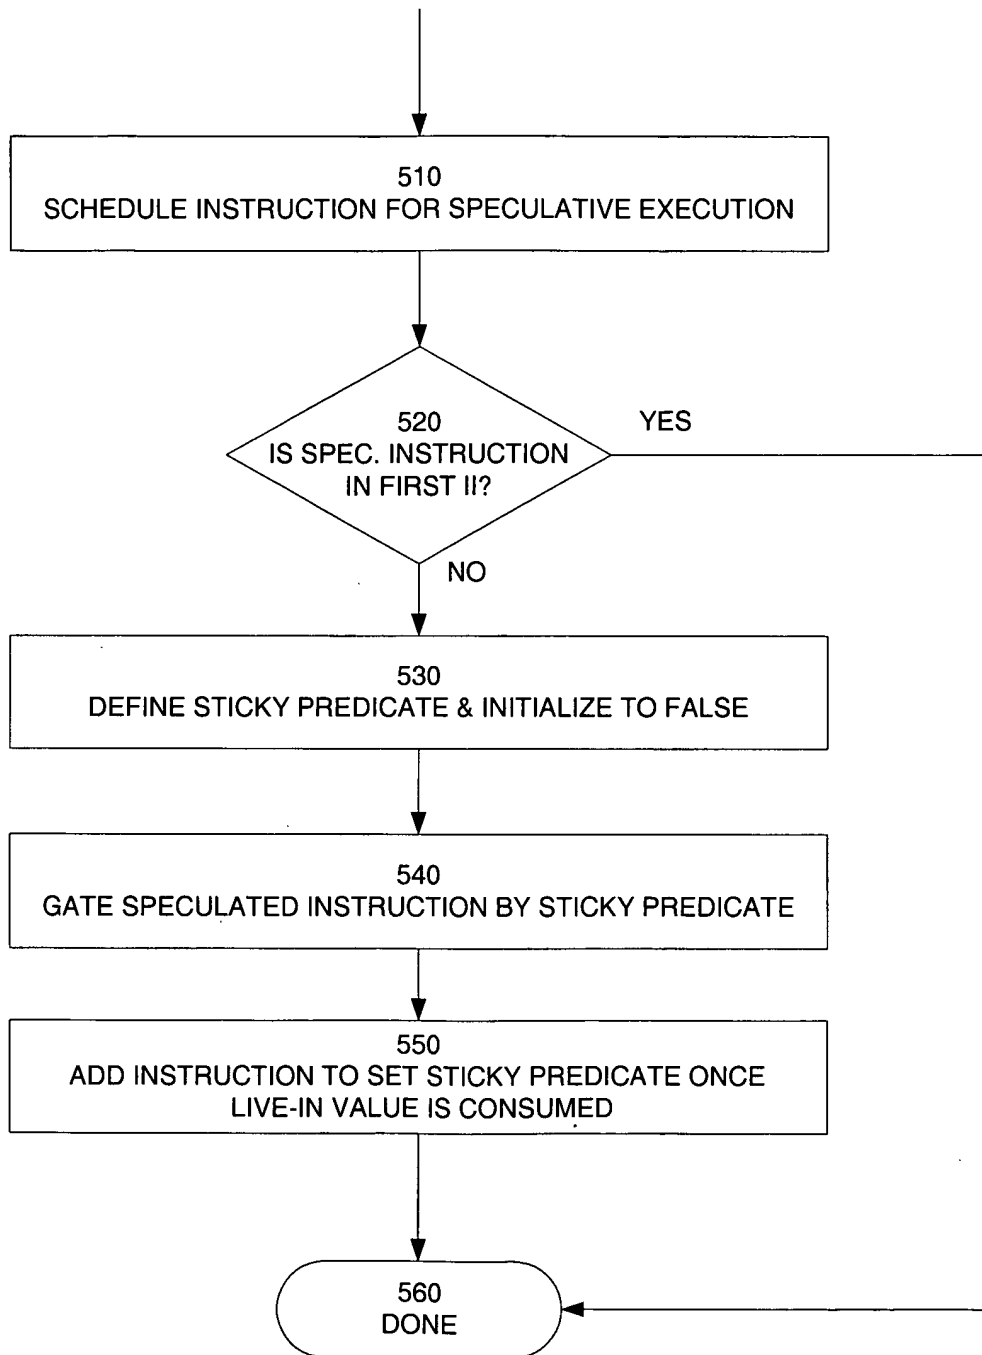 510
SCHEDULE INSTRUCTION FOR SPECULATIVE EXECUTION
520
IS SPEC. INSTRUCTION
IN FIRST II?
YES
NO
530
DEFINE STICKY PREDICATE & INITIALIZE TO FALSE
540
GATE SPECULATED INSTRUCTION BY STICKY PREDICATE
550
ADD INSTRUCTION TO SET STICKY PREDICATE ONCE
LIVE-IN VALUE IS CONSUMED
560
DONE